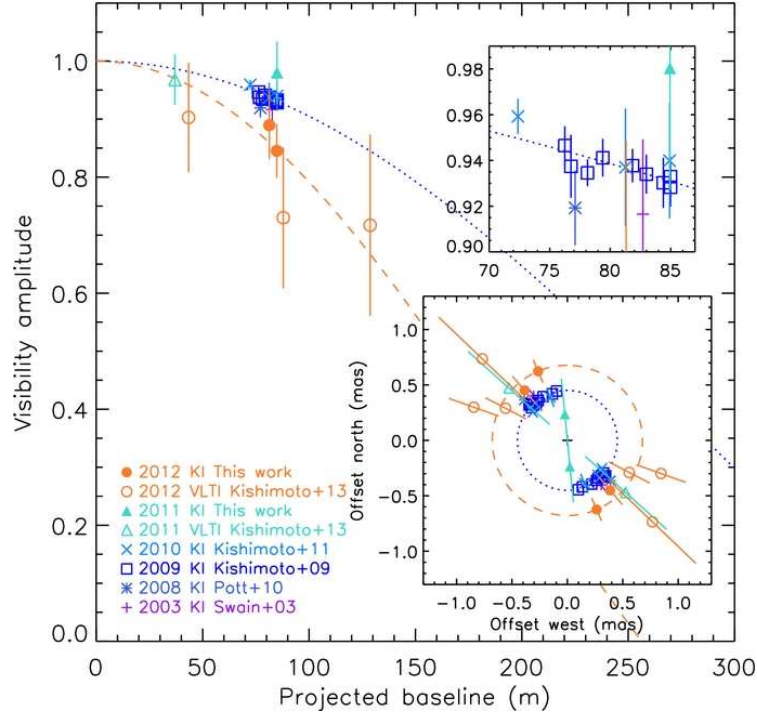 1.0
0.8
0.6
0.4
0.2
0.0
Visibility amplitude
0
50
100
150
200
250
300
Projected baseline (m)
2012 KI This work
2012 VLTI Kishimoto+13
2011 KI This work
2011 VLTI Kishimoto+13
2010 KI Kishimoto+11
2009 KI Kishimoto+09
2008 KI Pott+10
2003 KI Swain+03
0.98
0.96
0.94
0.92
0.90
70
75
80
85
1.0
0.5
0.0
-0.5
-1.0
Offset north (mas)
-1.0
-0.5
0.0
0.5
1.0
Offset west (mas)